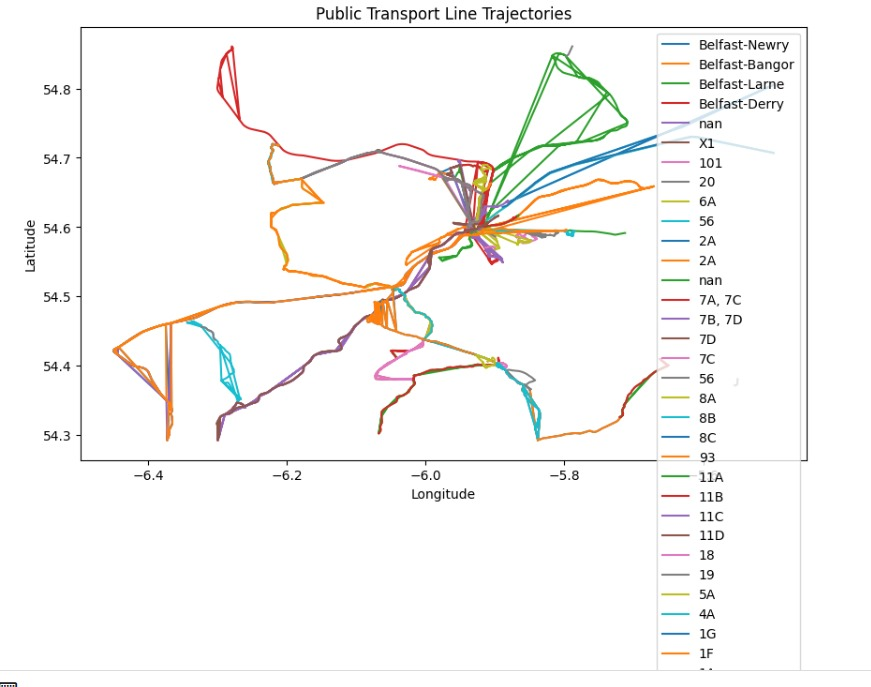 Public Transport Line Trajectories
Latitude
54.8
54.7
54.6
54.5
54.4
54.3
−6.4
−6.2
−6.0
−5.8
Longitude
Belfast-Newry
Belfast-Bangor
Belfast-Larne
Belfast-Derry
nan
X1
101
20
6A
56
2A
2A
nan
7A, 7C
7B, 7D
7D
7C
56
8A
8B
8C
93
11A
11B
11C
11D
18
19
5A
4A
1G
1F